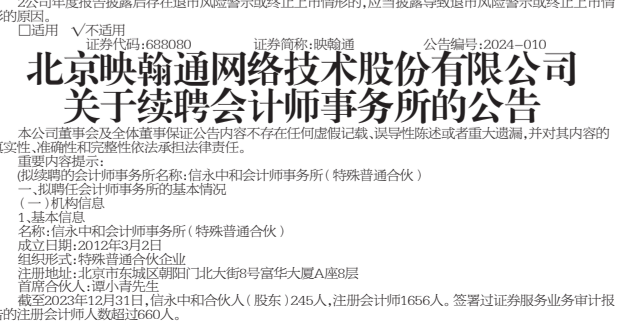 2公司年度报告披露后存在退市风险警示或终止上市情形的,应当披露导致退市风险警示或终止上市情
形的原因。
□适用 √不适用
证券代码:688080 证券简称:映翰通 公告编号:2024-010
北京映翰通网络技术股份有限公司
关于续聘会计师事务所的公告
本公司董事会及全体董事保证公告内容不存在任何虚假记载、误导性陈述或者重大遗漏,并对其内容的
真实性、准确性和完整性依法承担法律责任。
重要内容提示:
(拟续聘的会计师事务所名称:信永中和会计师事务所(特殊普通合伙)
一、拟聘任会计师事务所的基本情况
(一)机构信息
1、基本信息
名称:信永中和会计师事务所(特殊普通合伙)
成立日期:2012年3月2日
组织形式:特殊普通合伙企业
注册地址:北京市东城区朝阳门北大街8号富华大厦A座8层
首席合伙人:谭小青先生
截至2023年12月31日,信永中和合伙人(股东)245人,注册会计师1656人。签署过证券服务业务审计报
告的注册会计师人数超过660人。